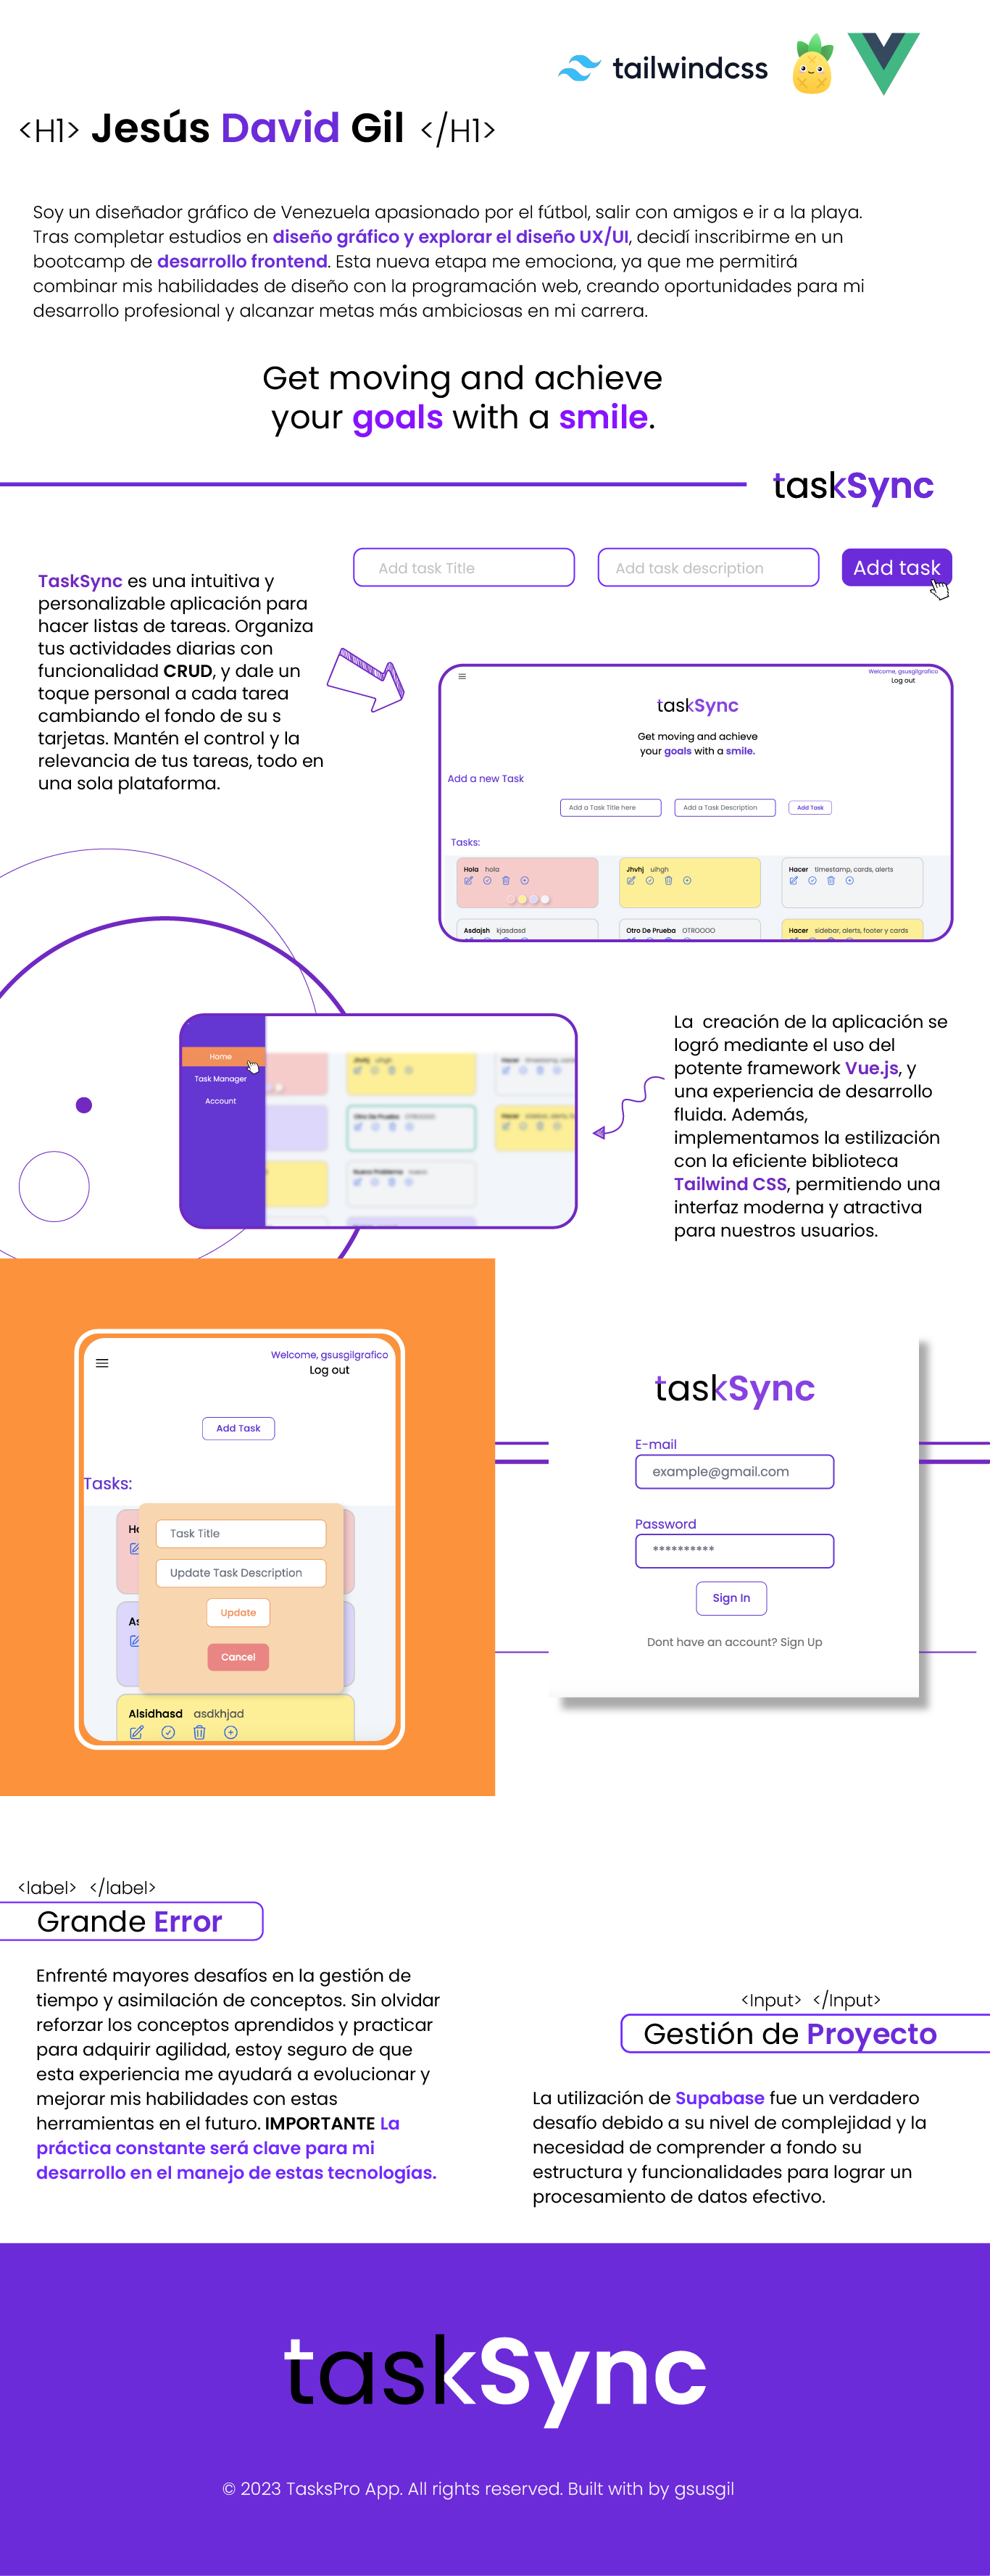 tailwindcss
<H1> Jesús David Gil </H1>
Soy un diseñador gráfico de Venezuela apasionado por el fútbol, salir con amigos e ir a la playa.
Tras completar estudios en diseño gráfico y explorar el diseño UX/UI, decidí inscribirme en un
bootcamp de desarrollo frontend. Esta nueva etapa me emociona, ya que me permitirá
combinar mis habilidades de diseño con la programación web, creando oportunidades para mi
desarrollo profesional y alcanzar metas más ambiciosas en mi carrera.
Get moving and achieve
your goals with a smile.
taskSync
Add task Title
Add task description
Add task
TaskSync es una intuitiva y
personalizable aplicación para
hacer listas de tareas. Organiza
tus actividades diarias con
funcionalidad CRUD, y dale un
toque personal a cada tarea
cambiando el fondo de su s
tarjetas. Mantén el control y la
relevancia de tus tareas, todo en
una sola plataforma.
Welcome, gsusgilgrafico
Log out
taskSync
Get moving and achieve
your goals with a smile.
Add a new Task
Add a Task Title here
Add a Task Description
Add Task
Tasks:
Hola hola
Jhvhj uihgh
Hacer timestamp, cards, alerts
Asdajsh kjasdasd
Otro De Prueba OTROOOO
Hacer sidebar, alerts, footer y cards
Home
Task Manager
Account
La  creación de la aplicación se
logró mediante el uso del
potente framework Vue.js, y
una experiencia de desarrollo
fluida. Además,
implementamos la estilización
con la eficiente biblioteca
Tailwind CSS, permitiendo una
interfaz moderna y atractiva
para nuestros usuarios.
Welcome, gsusgilgrafico
Log out
Add Task
Tasks:
Task Title
Update Task Description
Update
Cancel
Alsidhasd asdkhjad
taskSync
E-mail
example@gmail.com
Password
**********
Sign In
Dont have an account? Sign Up
<label> </label>
Grande Error
Enfrenté mayores desafíos en la gestión de
tiempo y asimilación de conceptos. Sin olvidar
reforzar los conceptos aprendidos y practicar
para adquirir agilidad, estoy seguro de que
esta experiencia me ayudará a evolucionar y
mejorar mis habilidades con estas
herramientas en el futuro. IMPORTANTE La
práctica constante será clave para mi
desarrollo en el manejo de estas tecnologías.
<Input> </Input>
Gestión de Proyecto
La utilización de Supabase fue un verdadero
desafío debido a su nivel de complejidad y la
necesidad de comprender a fondo su
estructura y funcionalidades para lograr un
procesamiento de datos efectivo.
taskSync
© 2023 TasksPro App. All rights reserved. Built with by gsusgil